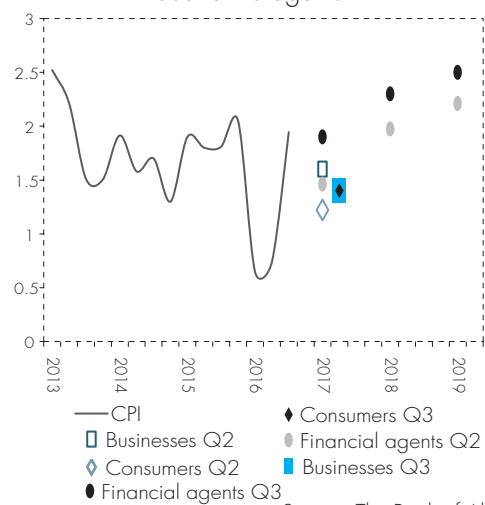 3
2.5
2
1.5
1
0.5
0
2013
2014
2015
2016
2017
2018
2019
CPI
Consumers Q3
Businesses Q2
Financial agents Q2
Consumers Q2
Businesses Q3
Financial agents Q3